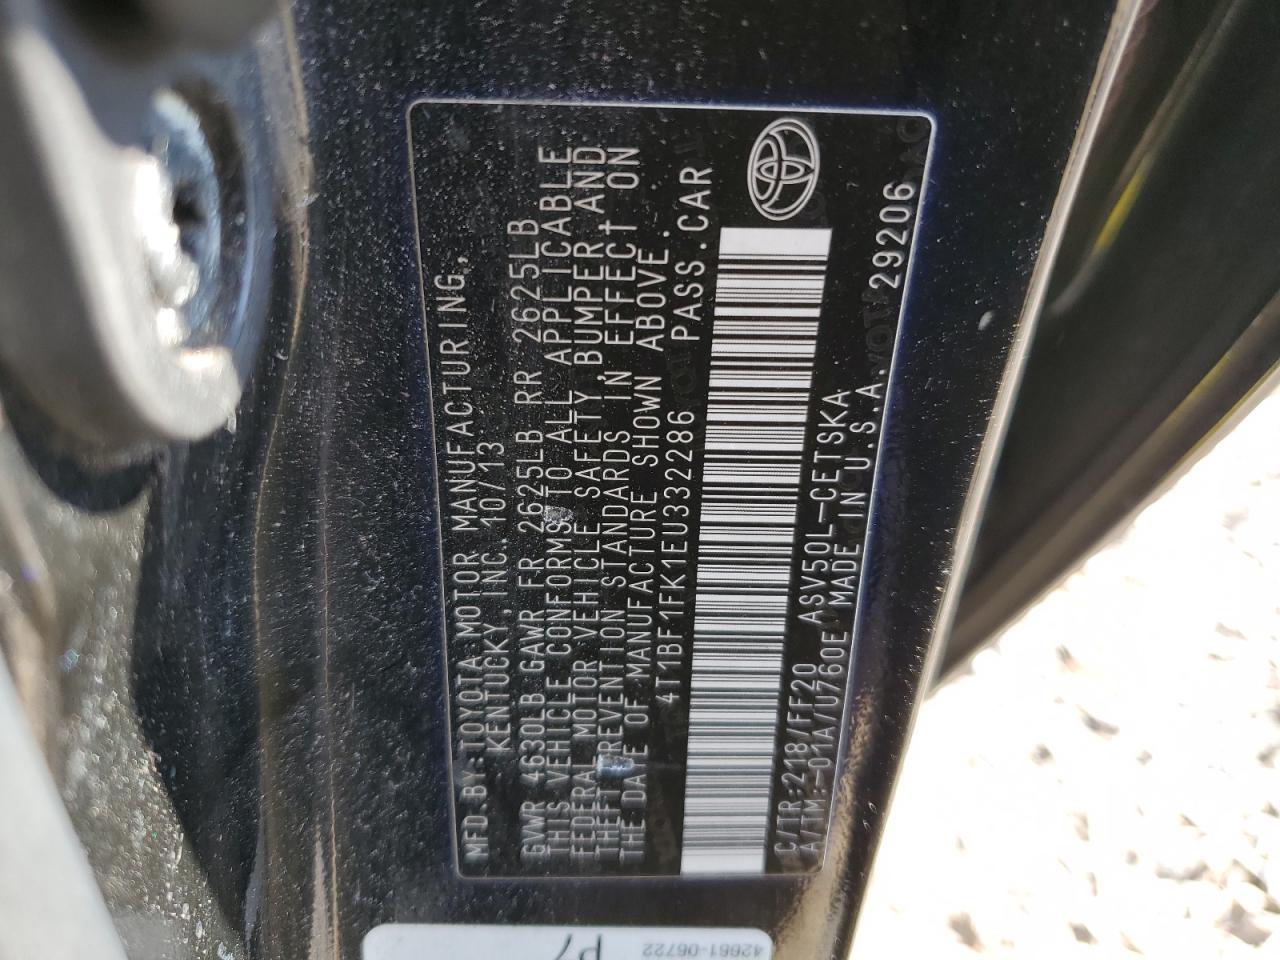 MFD.BY:TOYOTA MOTOR MANUFACTURING,
KENTUCKY, INC. 10/13
GVWR 4630LB GAWR FR 2625LB RR 2625LB
THIS VEHICLE CONFORMS TO ALL APPLICABLE
FEDERAL MOTOR VEHICLE SAFETY,BUMPER,AND
THEFT PREVENTION STANDARDS IN EFFECT ON
THE DATE OF MANUFACTURE SHOWN ABOVE.
4T1BF1FK1EU332286 PASS.CAR
C/TR:218/FF20 ASV50L-CETSKA
A/TM:-01A/U760E MADE IN U.S.A. 29206
42661-06722